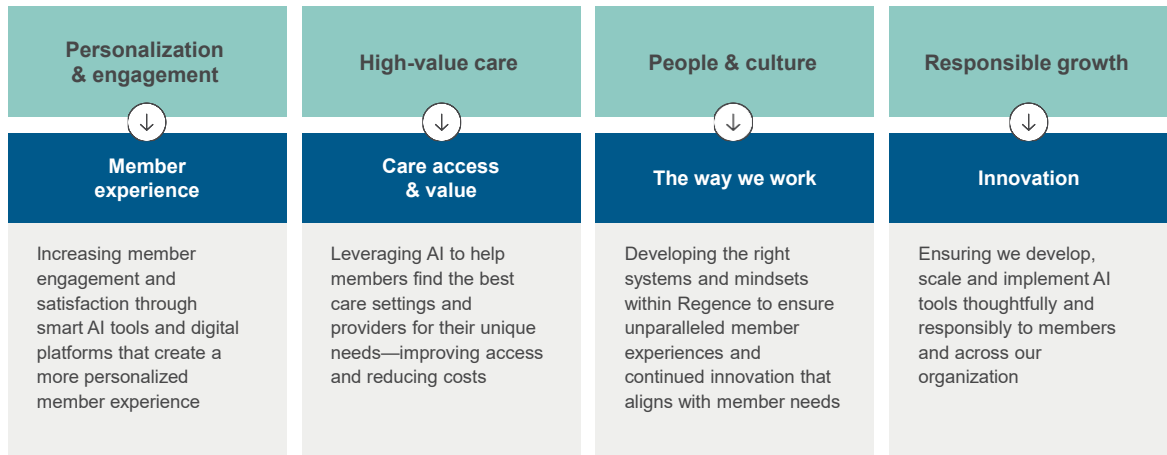 Personalization
& engagement
Member
experience
Increasing member
engagement and
satisfaction through
smart AI tools and digital
platforms that create a
more personalized
member experience
High-value care
Care access
& value
Leveraging AI to help
members find the best
care settings and
providers for their unique
needs—improving access
and reducing costs
People & culture
The way we work
Developing the right
systems and mindsets
within Regence to ensure
unparalleled member
experiences and
continued innovation that
aligns with member needs
Responsible growth
Innovation
Ensuring we develop,
scale and implement AI
tools thoughtfully and
responsibly to members
and across our
organization